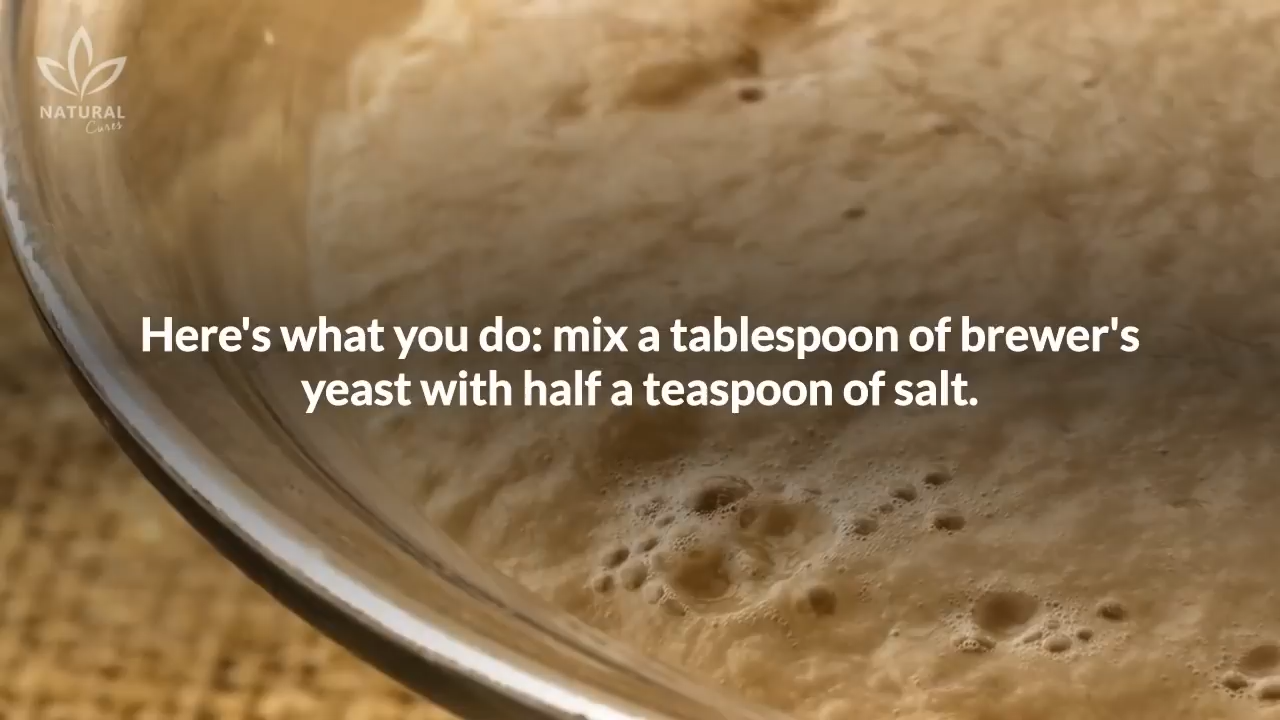 NATURAL
Cures
Here's what you do: mix a tablespoon of brewer's
yeast with half a teaspoon of salt.